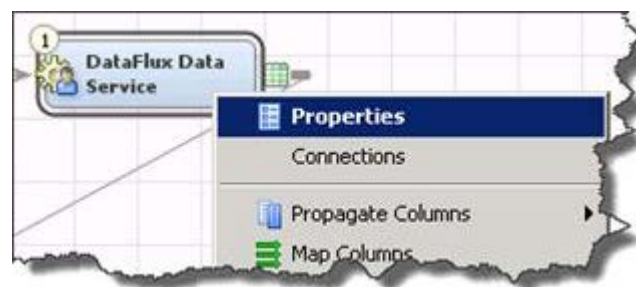 1
DataFlux Data
Service
Properties
Connections
Propagate Columns
Map Columns